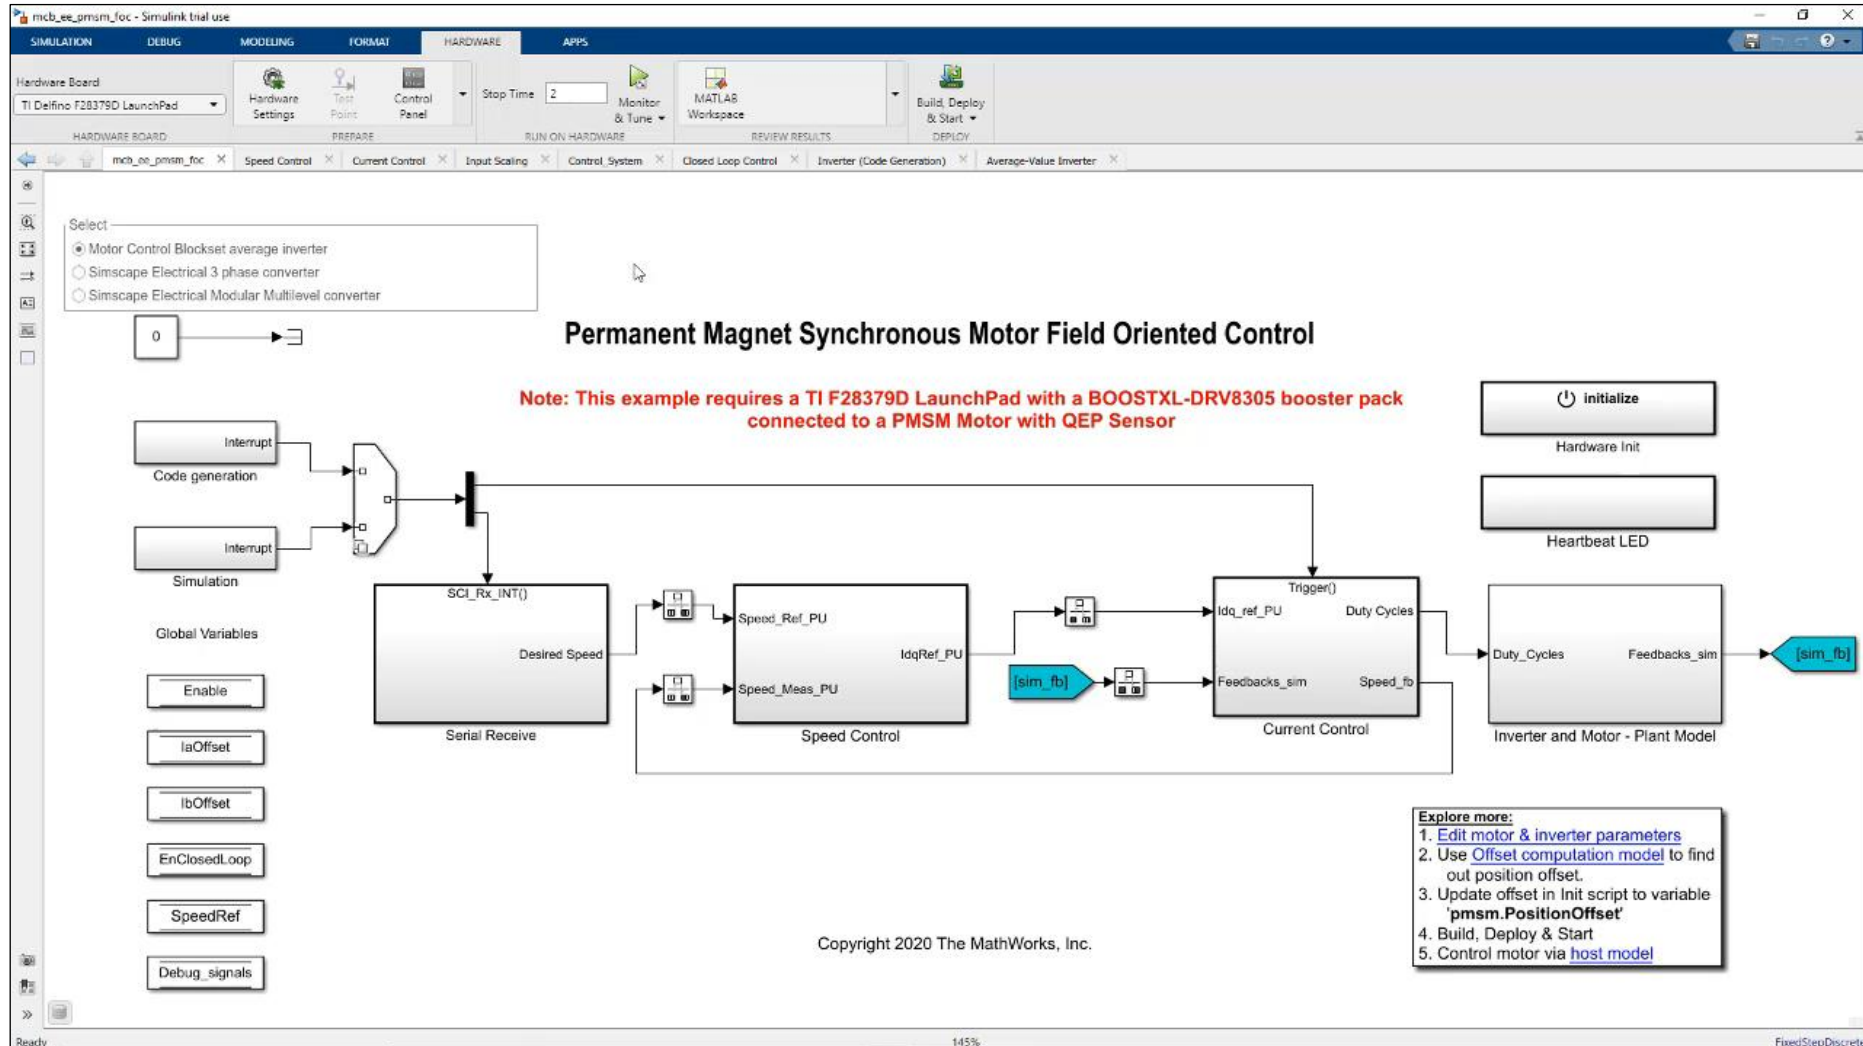 mcb_ee_pmsm_foc - Simulink trial use
SIMULATION DEBUG MODELING FORMAT HARDWARE APPS
Hardware Board
TI Delfino F28379D LaunchPad
Hardware Settings
Test Point
Control Panel
Stop Time 2
Monitor & Tune
MATLAB Workspace
Build, Deploy & Start
HARDWARE BOARD PREPARE RUN ON HARDWARE REVIEW RESULTS DEPLOY
mcb_ee_pmsm_foc Speed Control Current Control Input Scaling Control_System Closed Loop Control Inverter (Code Generation) Average-Value Inverter
Select
Motor Control Blockset average inverter
Simscape Electrical 3 phase converter
Simscape Electrical Modular Multilevel converter
0
Permanent Magnet Synchronous Motor Field Oriented Control
Note: This example requires a TI F28379D LaunchPad with a BOOSTXL-DRV8305 booster pack
connected to a PMSM Motor with QEP Sensor
initialize
Hardware Init
Heartbeat LED
Interrupt
Code generation
Interrupt
Simulation
SCI_Rx_INT()
Desired Speed
Serial Receive
Speed_Ref_PU
IdqRef_PU
Speed_Meas_PU
Speed Control
[sim_fb]
Trigger()
Idq_ref_PU Duty Cycles
Feedbacks_sim Speed_fb
Current Control
Duty_Cycles Feedbacks_sim
Inverter and Motor - Plant Model
[sim_fb]
Global Variables
Enable
IaOffset
IbOffset
EnClosedLoop
SpeedRef
Debug_signals
Explore more:
1. Edit motor & inverter parameters
2. Use Offset computation model to find
out position offset.
3. Update offset in Init script to variable
'pmsm.PositionOffset'
4. Build, Deploy & Start
5. Control motor via host model
Copyright 2020 The MathWorks, Inc.
Ready 145% FixedStepDiscrete